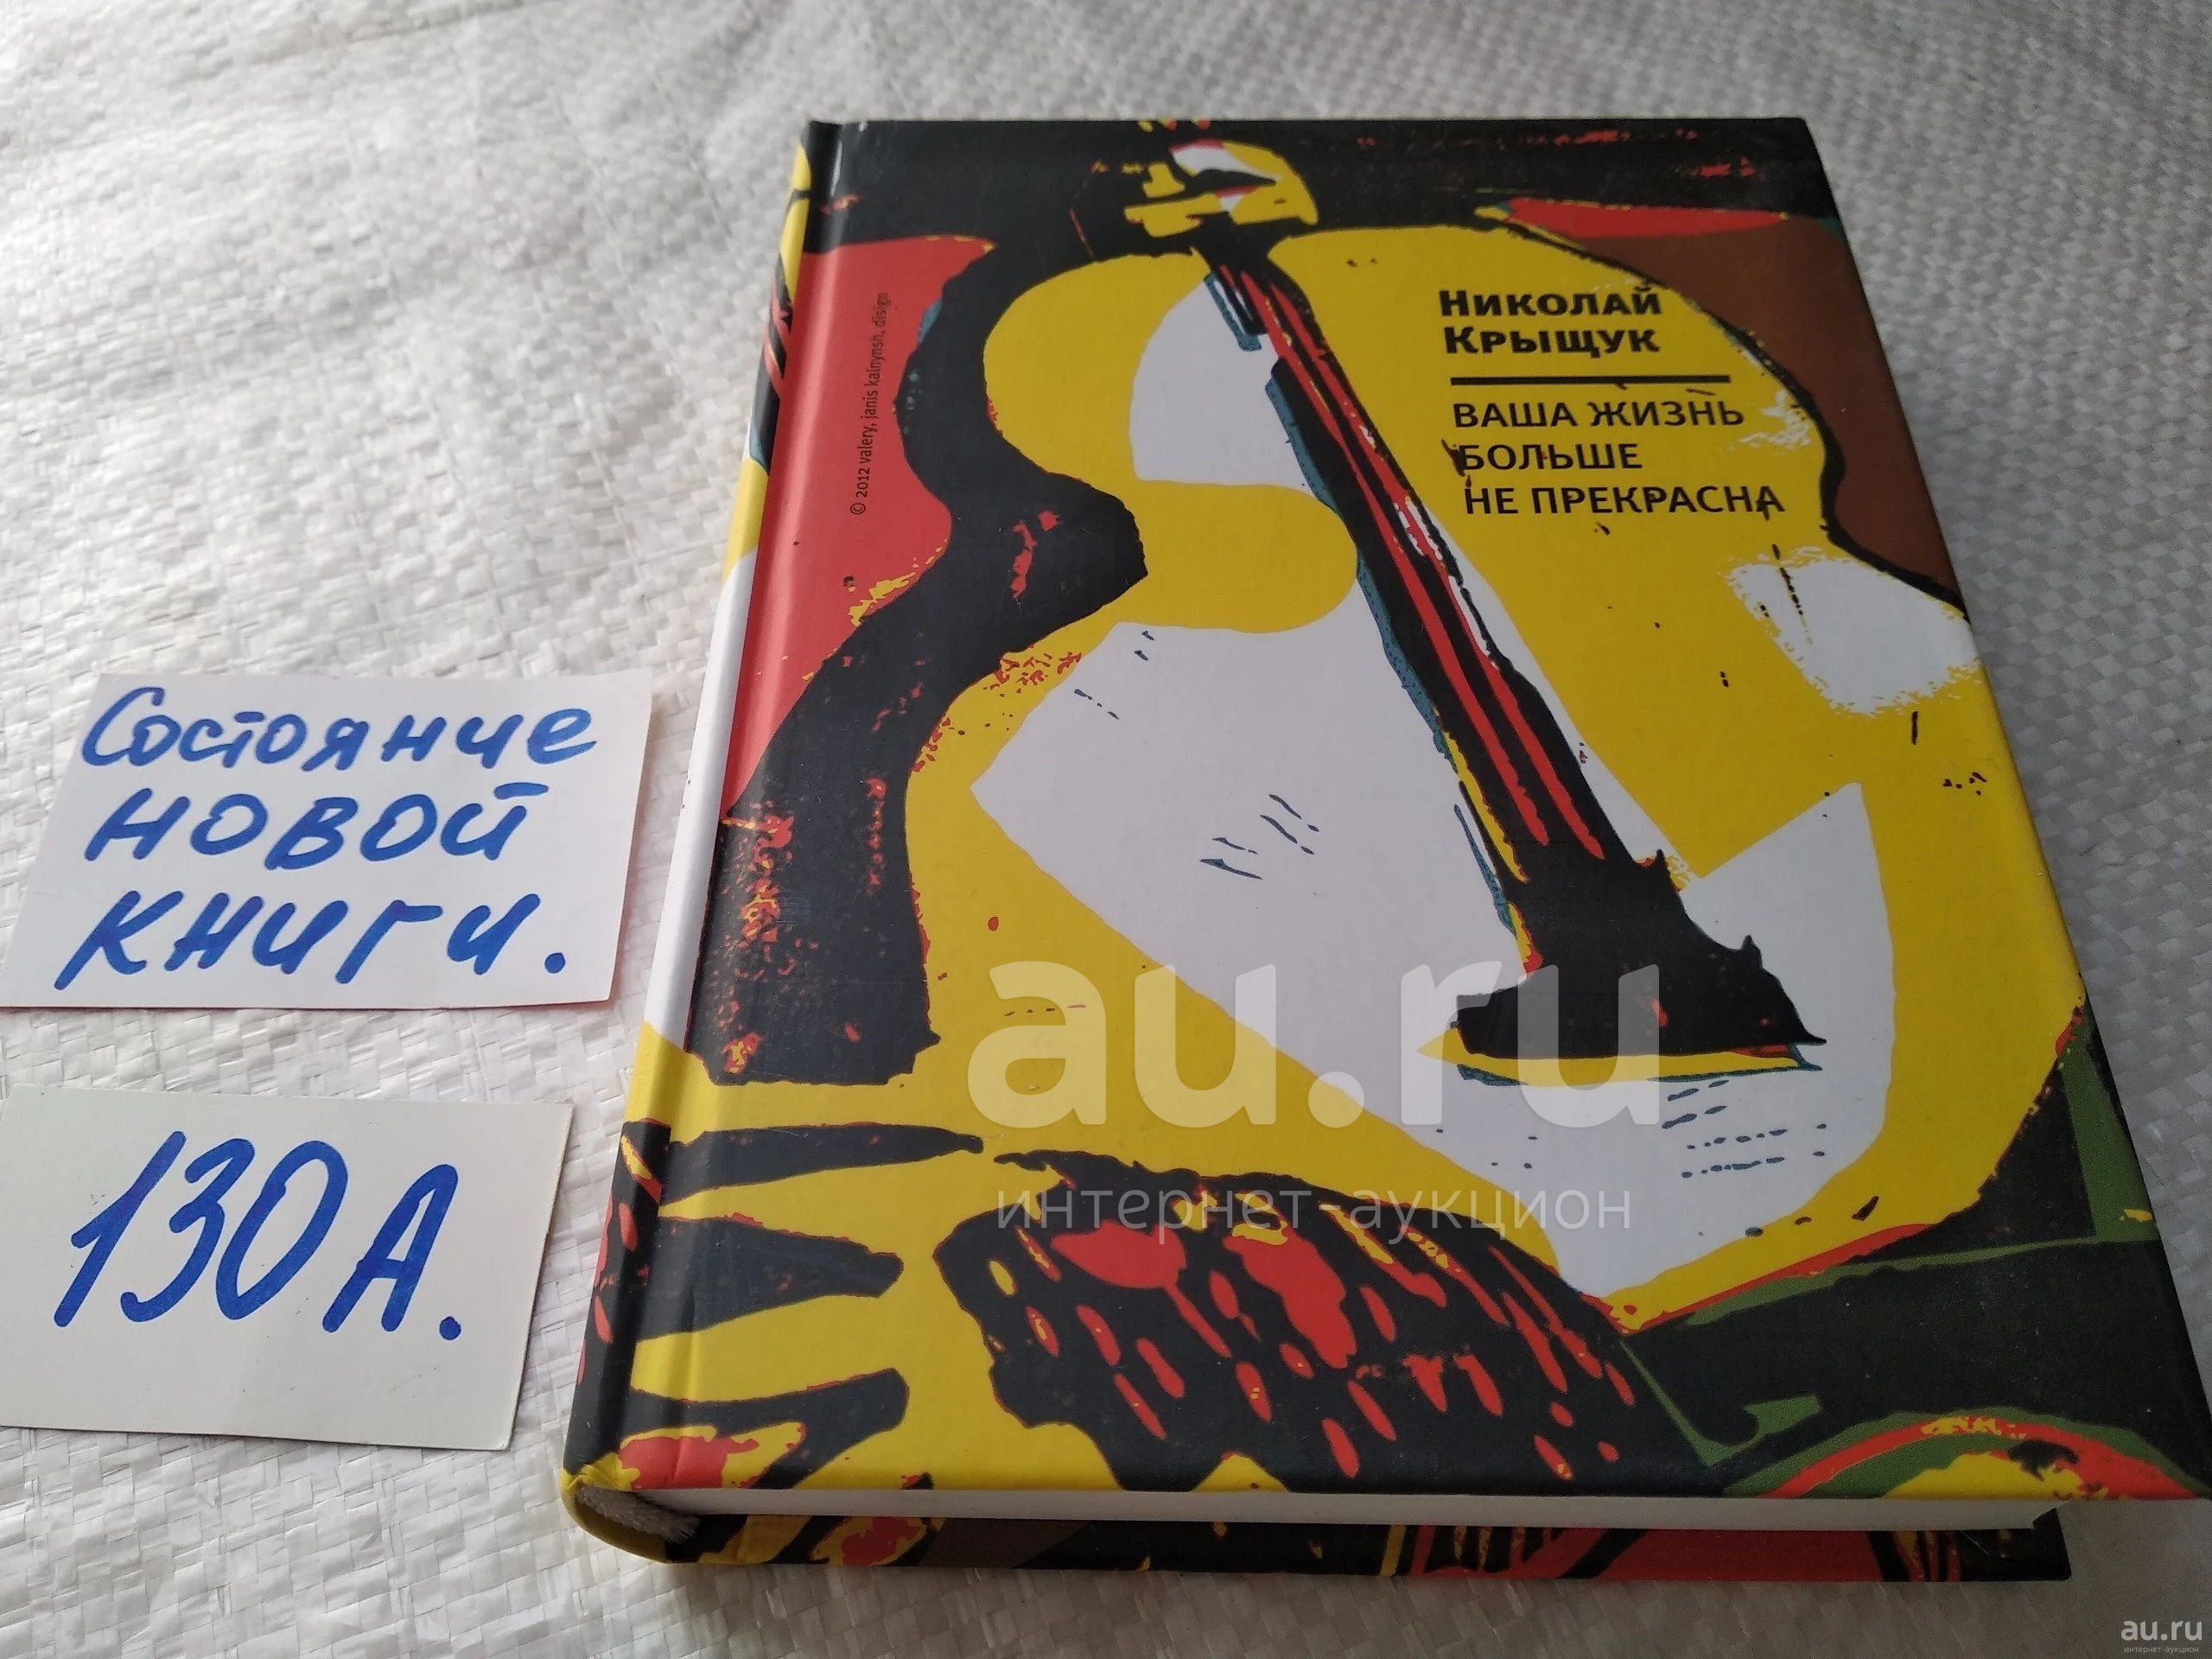 Николай
Крыщук
ВАША ЖИЗНЬ
БОЛЬШЕ
НЕ ПРЕКРАСНА
© 2012 valery, janis kalnynsh, disign
Состояние
новой
книги.
130 А.
au.ru
интернет-аукцион
au.ru
интернет-аукцион